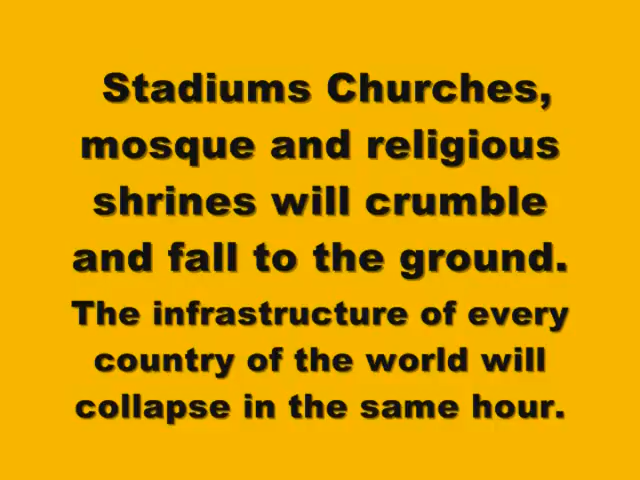 Stadiums Churches,
mosque and religious
shrines will crumble
and fall to the ground.
The infrastructure of every
country of the world will
collapse in the same hour.